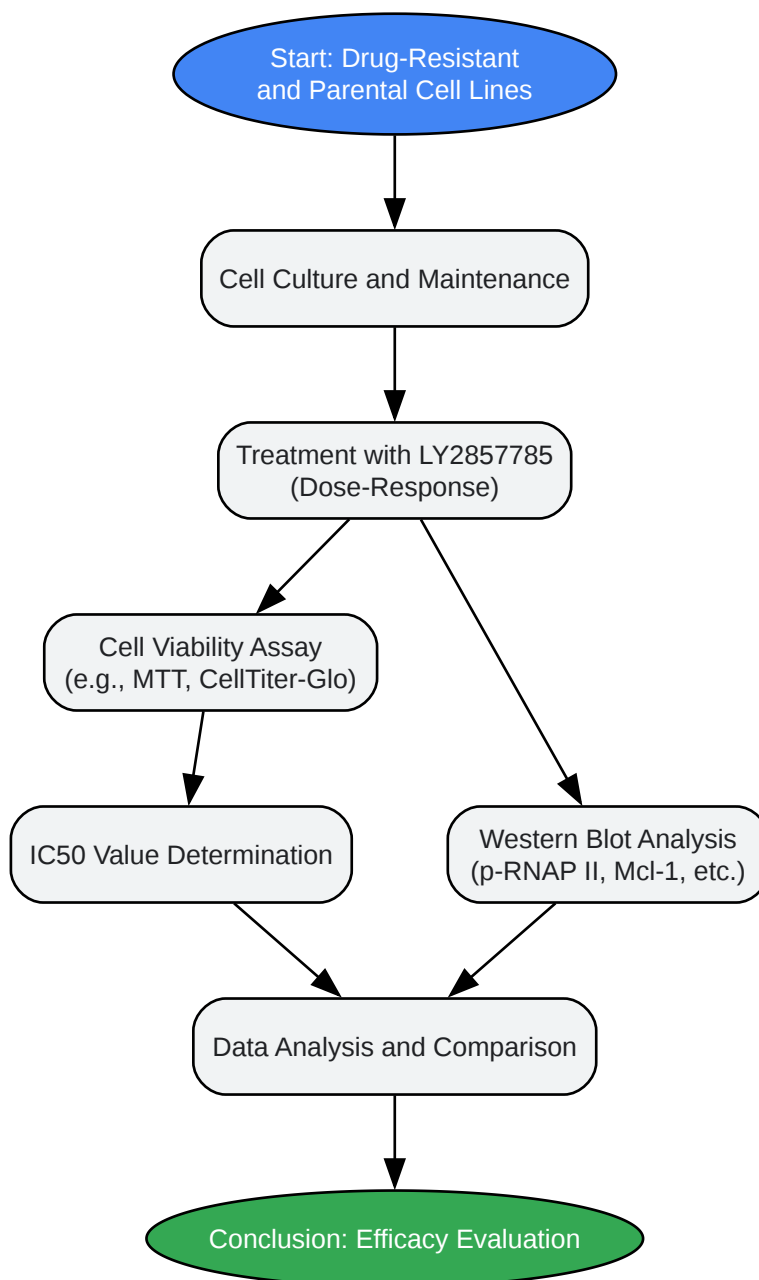 Start: Drug-Resistant
and Parental Cell Lines
Cell Culture and Maintenance
Treatment with LY2857785
(Dose-Response)
Cell Viability Assay
(e.g., MTT, CellTiter-Glo)
IC50 Value Determination
Western Blot Analysis
(p-RNAP II, Mcl-1, etc.)
Data Analysis and Comparison
Conclusion: Efficacy Evaluation